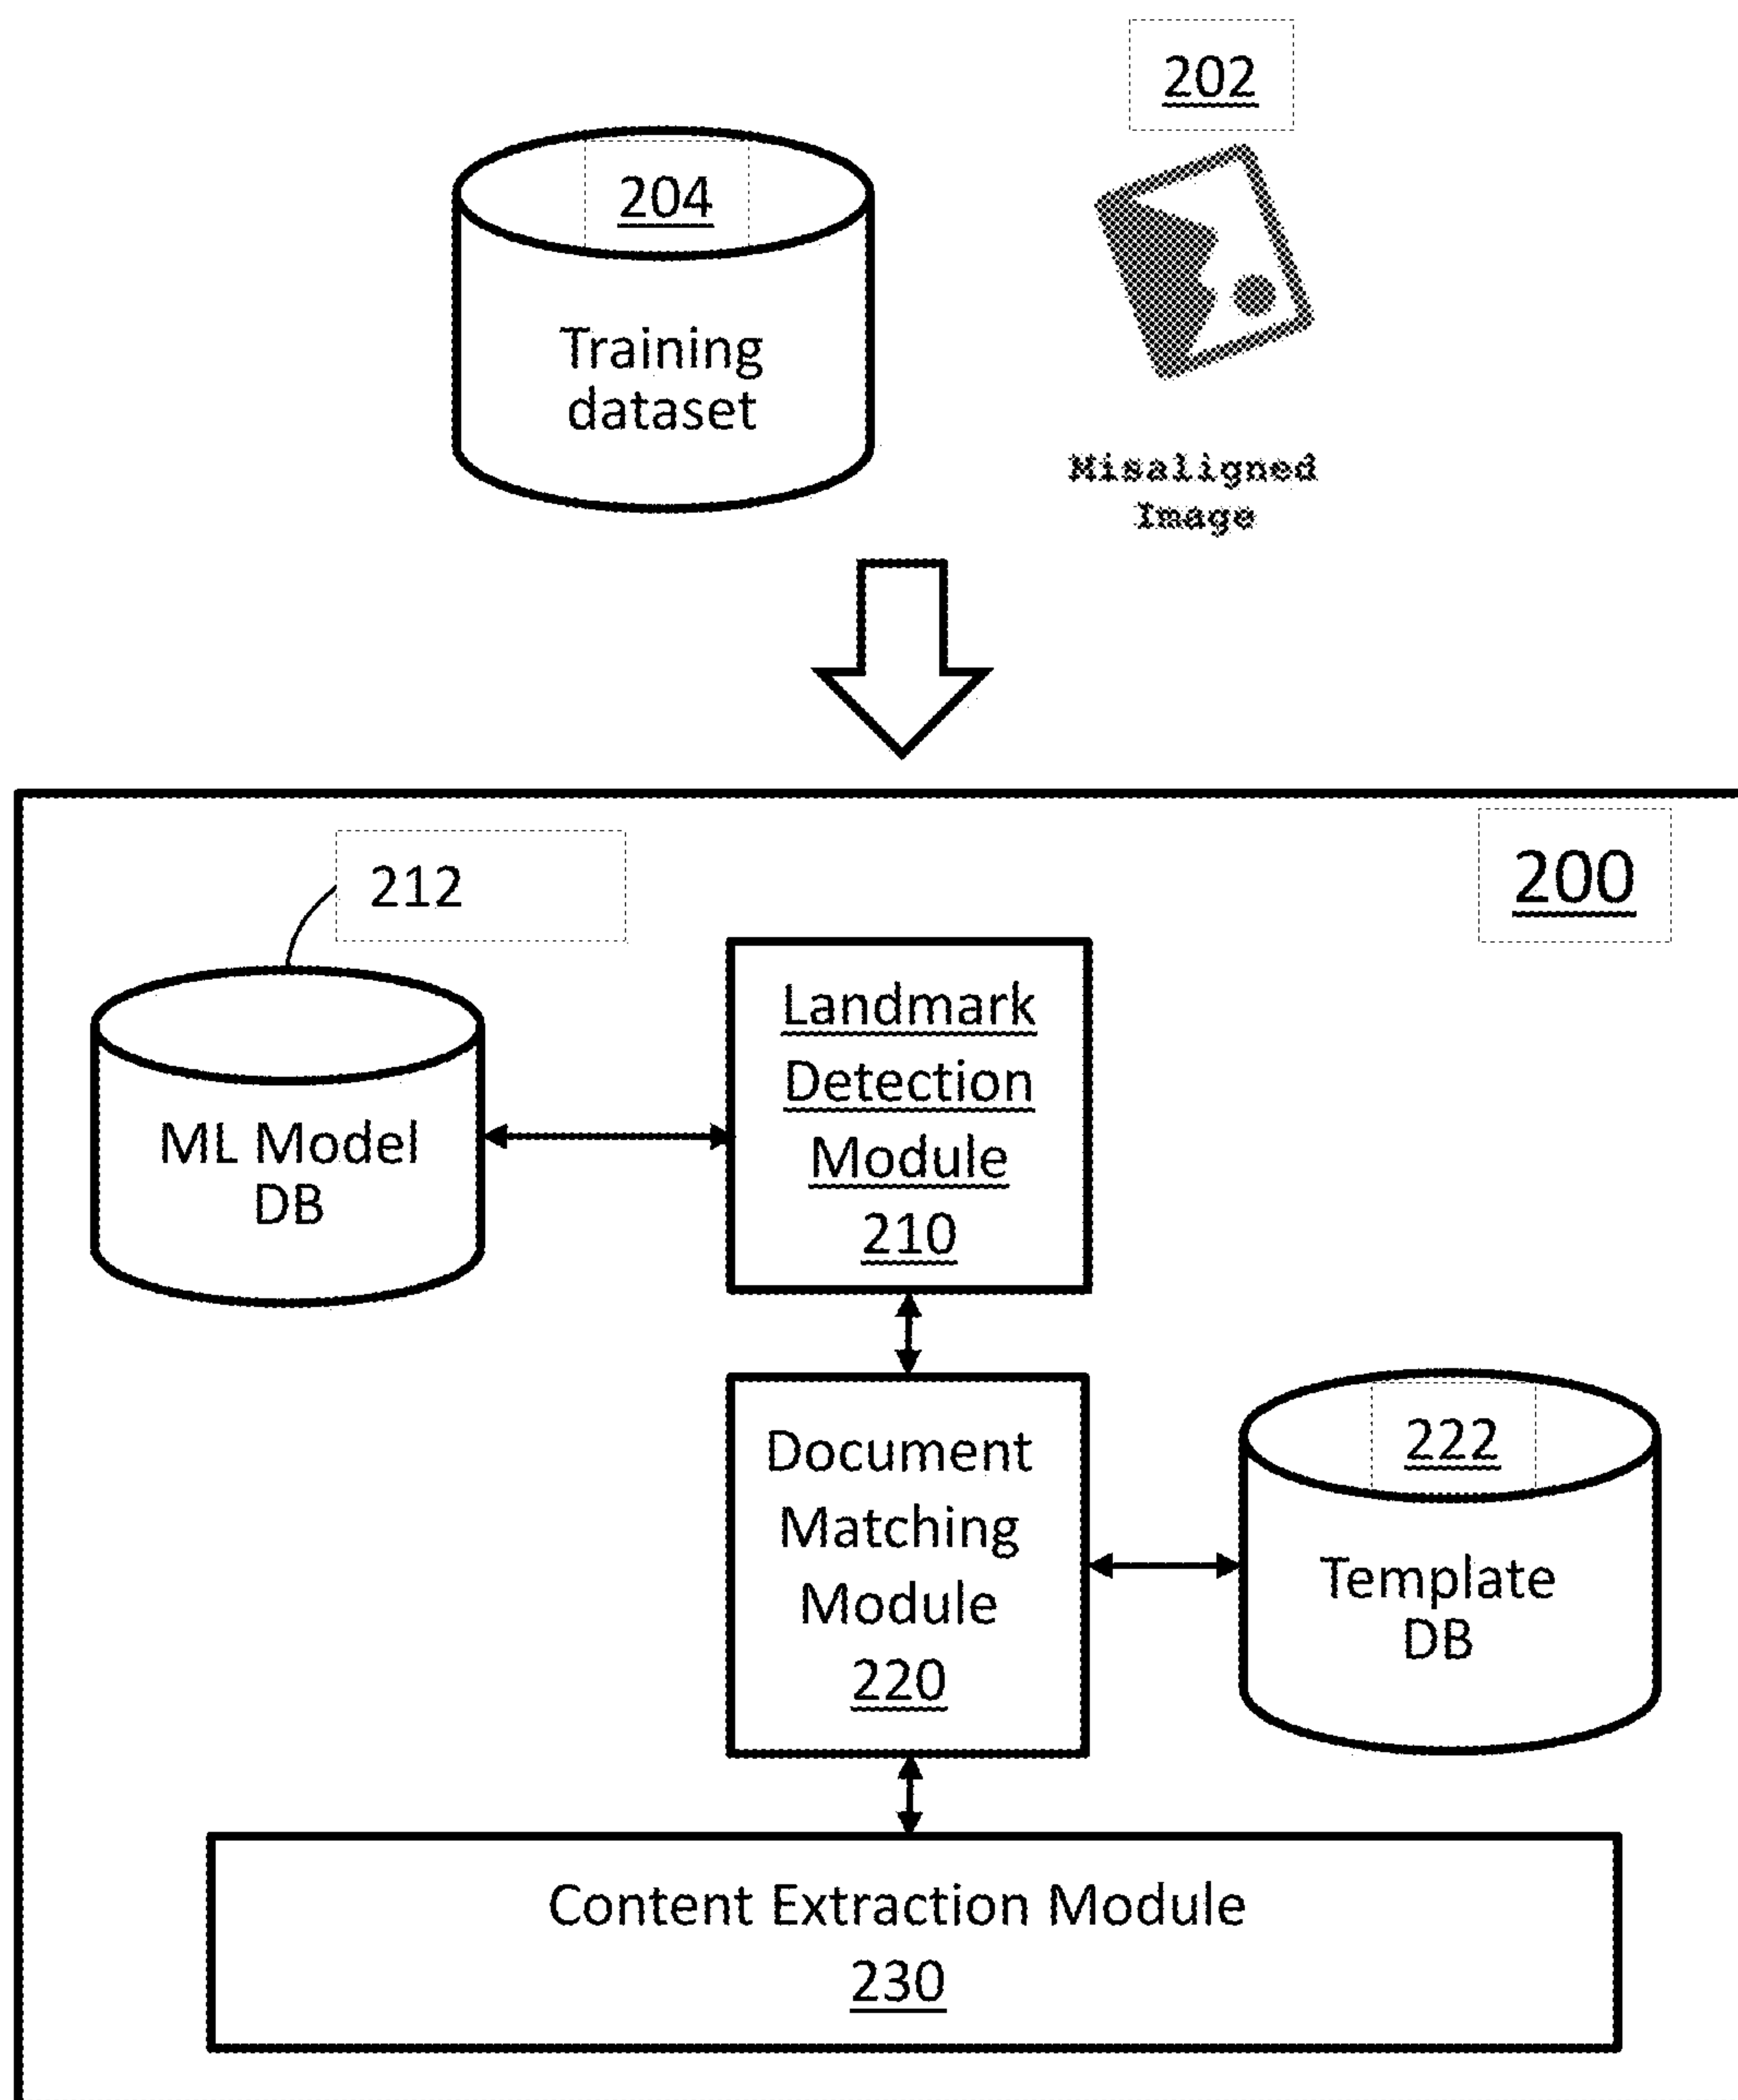 202
204
Training
dataset
Misaligned
Image
200
212
ML Model
DB
Landmark
Detection
Module
210
Document
Matching
Module
220
222
Template
DB
Content Extraction Module
230